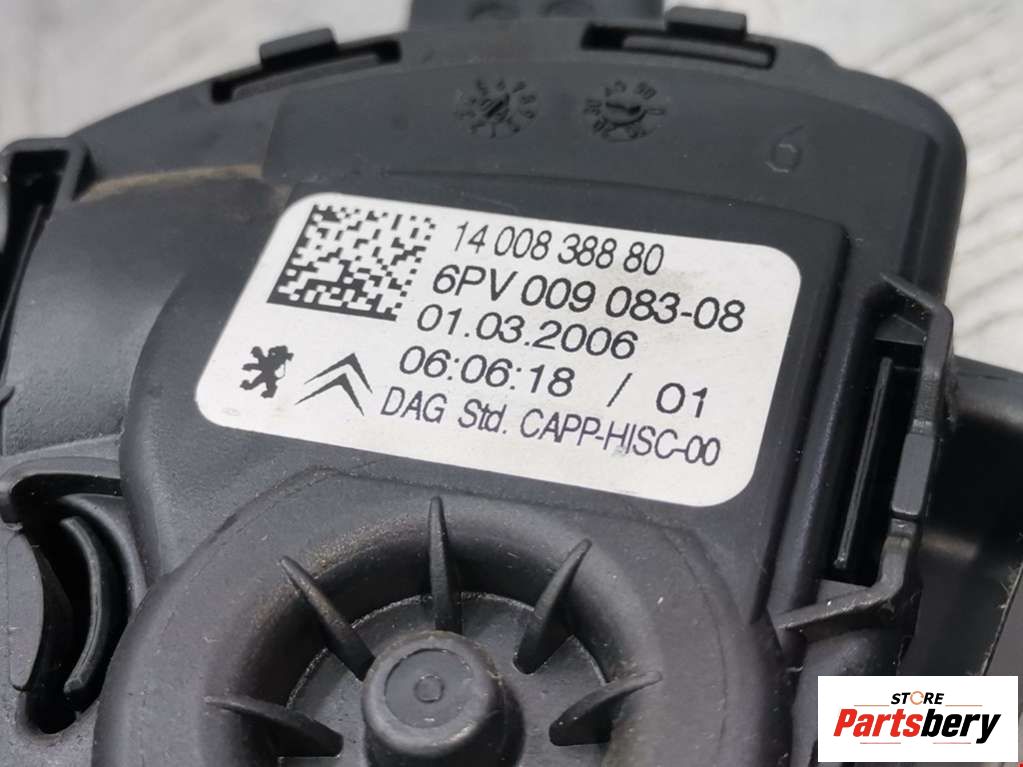 6
14 008 388 80
6PV 009 083-08
01.03.2006
06:06:18 / 01
DAG Std. CAPP-HISC-00
STORE
Partsbery